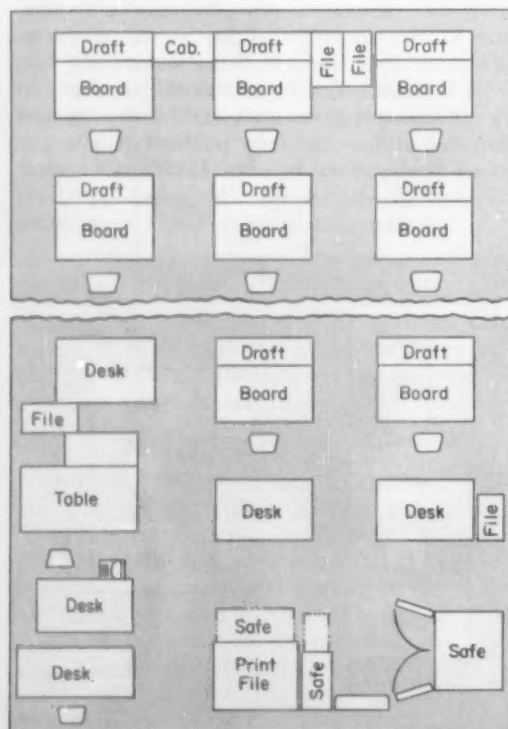 Draft Cab. Draft File File Draft
Board Board Board
Draft Draft Draft
Board Board Board
Desk Draft Draft
Board Board
File
Table Desk Desk File
Desk
Safe
Desk. Print File Safe Safe